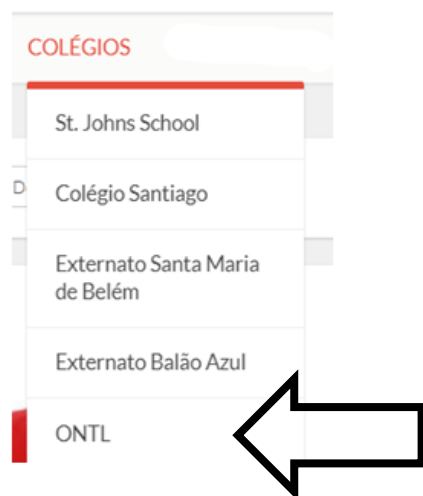 COLÉGIOS
St. Johns School
D
Colégio Santiago
Externato Santa Maria
de Belém
Externato Balão Azul
ONTL